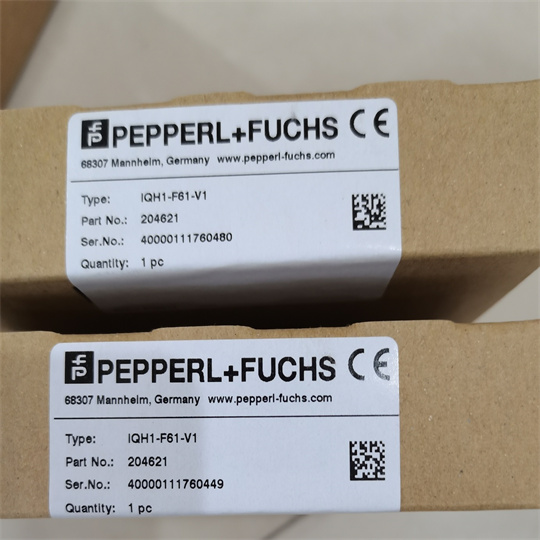 PEPPERL+FUCHS CE
68307 Mannheim, Germany www.pepperl-fuchs.com
Type: IQH1-F61-V1
Part No.: 204621
Ser.No.: 40000111760480
Quantity: 1 pc
PEPPERL+FUCHS CE
68307 Mannheim, Germany www.pepperl-fuchs.com
Type: IQH1-F61-V1
Part No.: 204621
Ser.No.: 40000111760449
Quantity: 1 pc